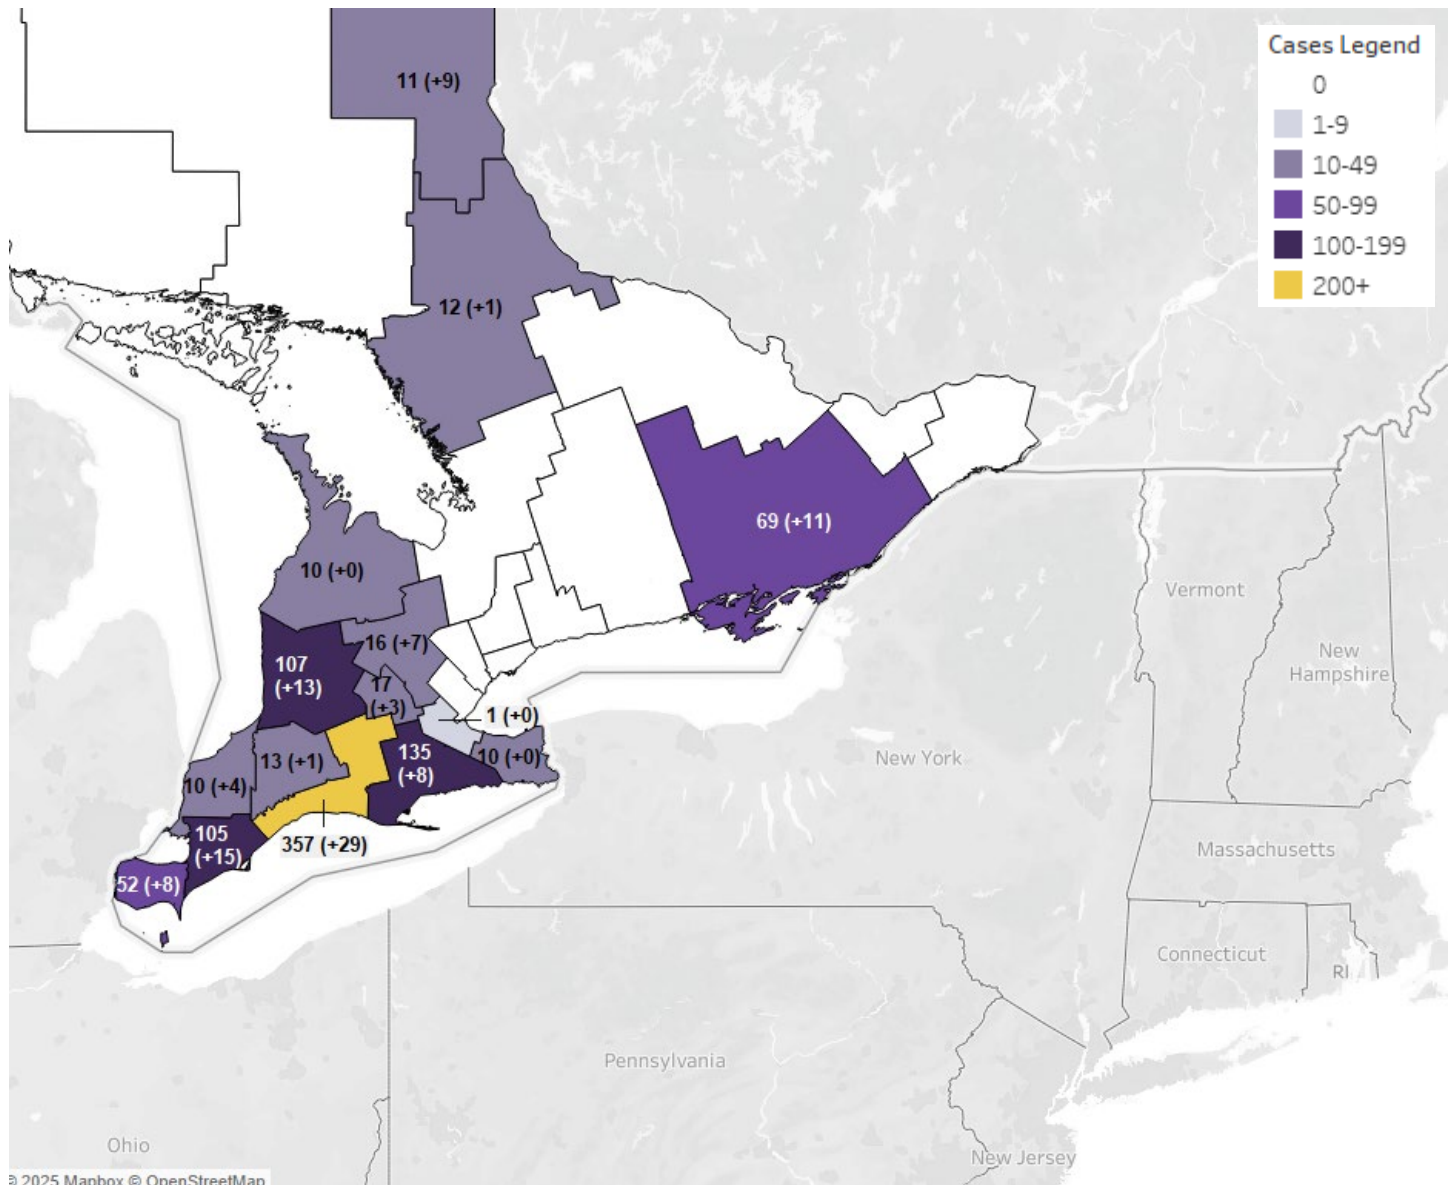 Cases Legend
0
1-9
10-49
50-99
100-199
200+
11 (+9)
12 (+1)
69 (+11)
10 (+0)
16 (+7)
107
(+13)
17
(+3)
1 (+0)
135
(+8)
10 (+0)
13 (+1)
10 (+4)
105
(+15)
357 (+29)
52 (+8)
Vermont
New
Hampshire
New York
Massachusetts
Connecticut
RI
Pennsylvania
Ohio
New Jersey
© 2025 Mapbox © OpenStreetMap